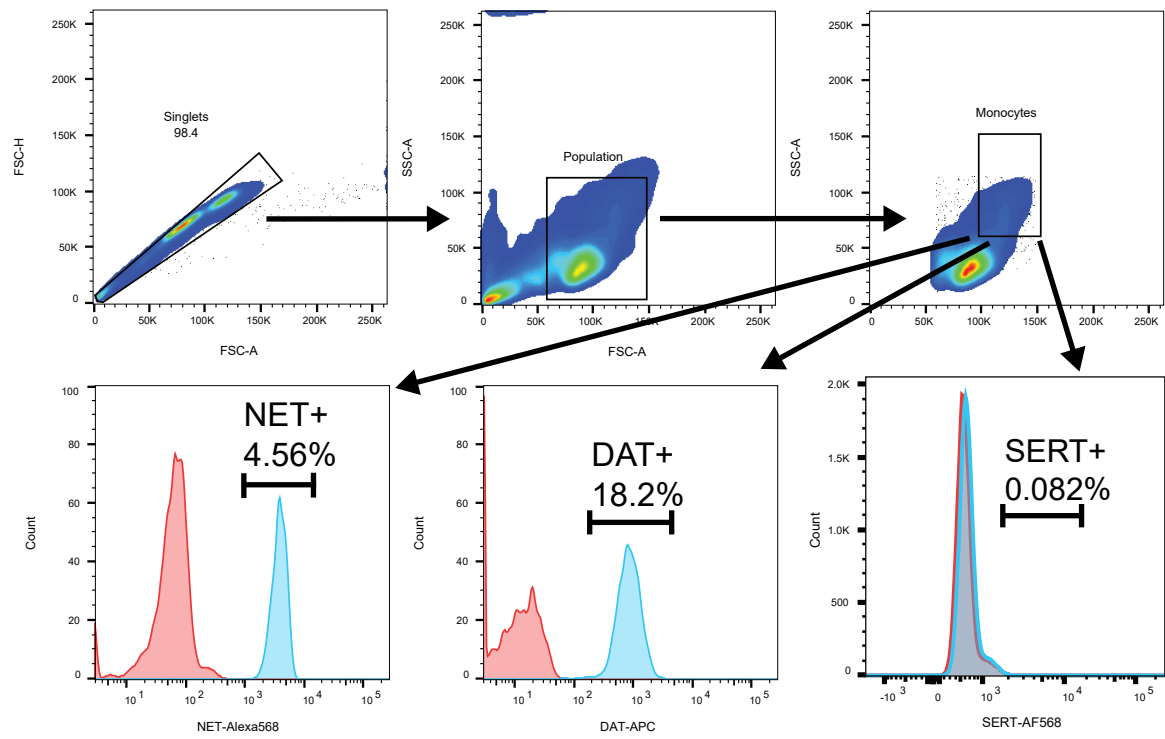 250K
200K
150K
100K
50K
0
FSC-H
Singlets
98.4
0 50K 100K 150K 200K 250K
FSC-A
250K
200K
150K
100K
50K
0
SSC-A
Population
0 50K 100K 150K 200K 250K
FSC-A
250K
200K
150K
100K
50K
0
SSC-A
Monocytes
0 50K 100K 150K 200K 250K
100
80
60
40
20
0
Count
NET+
4.56%
10^1 10^2 10^3 10^4 10^5
NET-Alexa568
100
80
60
40
20
0
Count
DAT+
18.2%
10^1 10^2 10^3 10^4 10^5
DAT-APC
2.0K
1.5K
1.0K
500
0
Count
SERT+
0.082%
-10^3 0 10^3 10^4 10^5
SERT-AF568